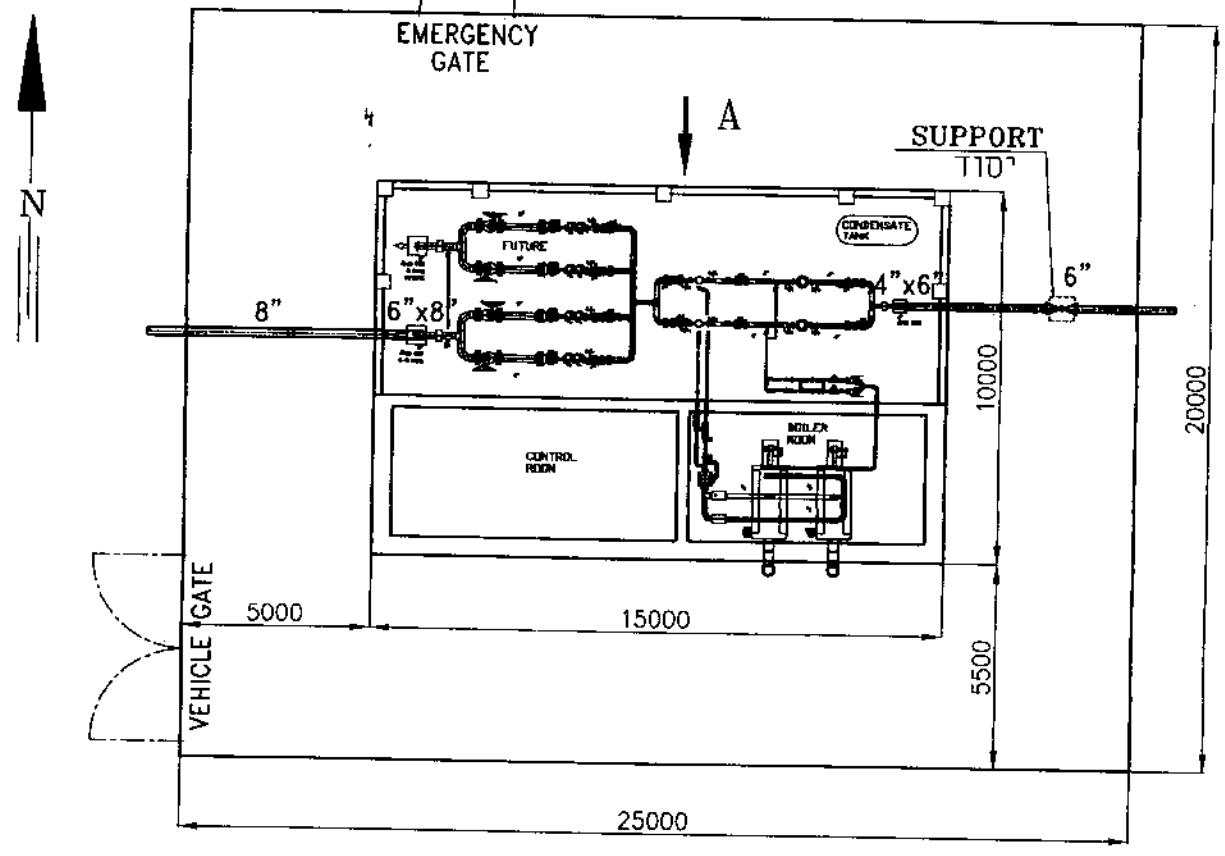 EMERGENCY
GATE
A
SUPPORT
N
CONDENSATE
TANK
FUTURE
8"
6"x8'
4"x6"
6"
10000
20000
CONTROL
ROOM
BOILER
ROOM
VEHICLE GATE
5000
15000
5500
25000